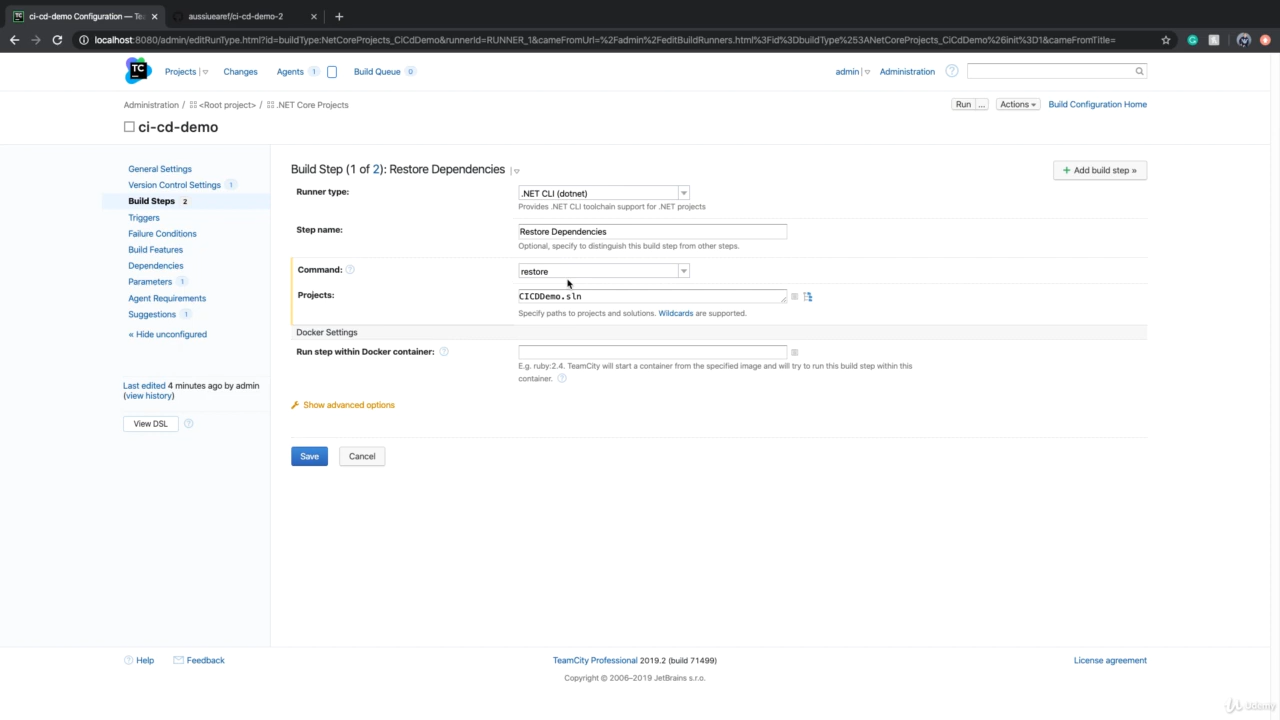 ci-cd-demo Configuration — Tea
aussiuearef/ci-cd-demo-2
localhost:8080/admin/editRunType.html?id=buildType:NetCoreProjects_CiCdDemo&runnerId=RUNNER_1&cameFromUrl=%2Fadmin%2FeditBuildRunners.html%3Fid%3DbuildType%253ANetCoreProjects_CiCdDemo%26init%3D1&cameFromTitle=
TC
Projects
Changes
Agents 1
Build Queue 0
admin
Administration
Administration / <Root project> / .NET Core Projects
Run ...
Actions
Build Configuration Home
ci-cd-demo
General Settings
Version Control Settings 1
Build Steps 2
Triggers
Failure Conditions
Build Features
Dependencies
Parameters 1
Agent Requirements
Suggestions 1
« Hide unconfigured
Last edited 4 minutes ago by admin
(view history)
View DSL
Build Step (1 of 2): Restore Dependencies
+ Add build step »
Runner type:
.NET CLI (dotnet)
Provides .NET CLI toolchain support for .NET projects
Step name:
Restore Dependencies
Optional, specify to distinguish this build step from other steps.
Command:
restore
Projects:
CICDDemo.sln
Specify paths to projects and solutions. Wildcards are supported.
Docker Settings
Run step within Docker container:
E.g. ruby:2.4. TeamCity will start a container from the specified image and will try to run this build step within this
container.
Show advanced options
Save
Cancel
Help
Feedback
TeamCity Professional 2019.2 (build 71499)
License agreement
Copyright © 2006–2019 JetBrains s.r.o.
Udemy